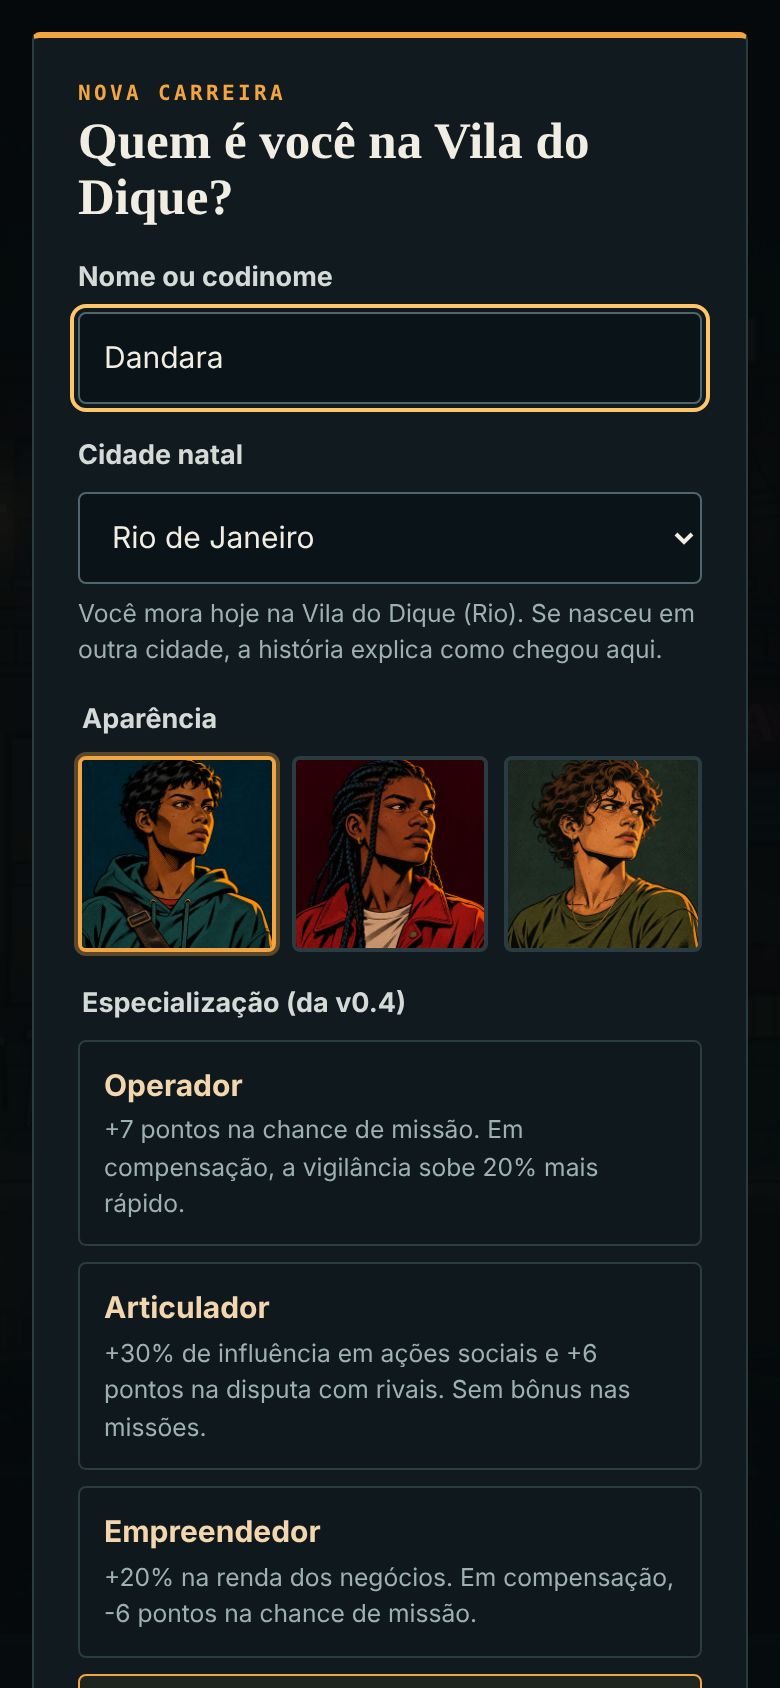 NOVA CARREIRA
Quem é você na Vila do
Dique?
Nome ou codinome
Dandara
Cidade natal
Rio de Janeiro
Você mora hoje na Vila do Dique (Rio). Se nasceu em
outra cidade, a história explica como chegou aqui.
Aparência
Especialização (da v0.4)
Operador
+7 pontos na chance de missão. Em
compensação, a vigilância sobe 20% mais
rápido.
Articulador
+30% de influência em ações sociais e +6
pontos na disputa com rivais. Sem bônus nas
missões.
Empreendedor
+20% na renda dos negócios. Em compensação,
-6 pontos na chance de missão.